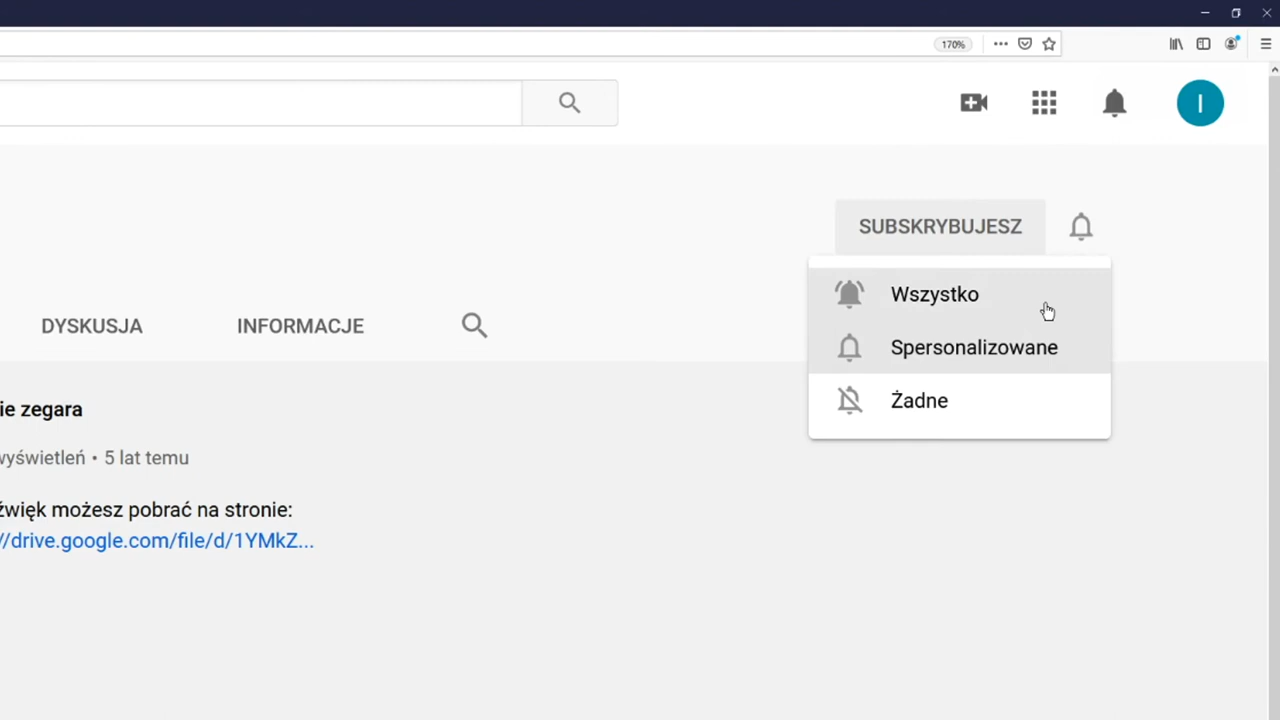 170%
I
SUBSKRYBUJESZ
Wszystko
Spersonalizowane
Żadne
DYSKUSJA
INFORMACJE
ie zegara
wyświetleń • 5 lat temu
źwięk możesz pobrać na stronie:
//drive.google.com/file/d/1YMkZ...